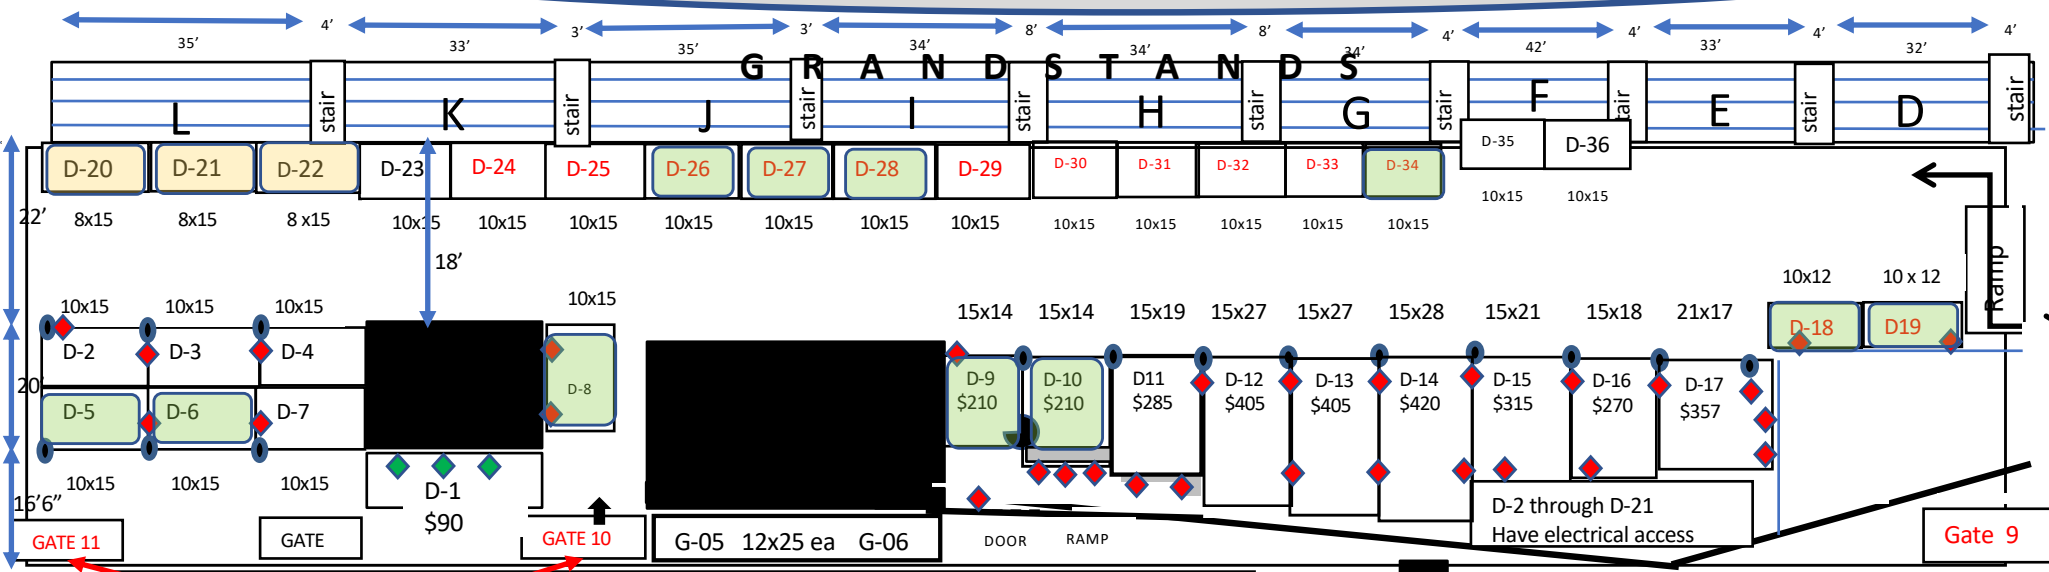 35’ 4’ 33’ 3’ 35’ 3’ 34’ 8’ 34’ 8’ 34’ 4’ 42’ 4’ 33’ 4’ 32’ 4’
G R A N D S T A N D S
L stair K stair J stair I stair H stair G stair F stair E stair D stair
D-20 D-21 D-22 D-23 D-24 D-25 D-26 D-27 D-28 D-29 D-30 D-31 D-32 D-33 D-34 D-35 D-36
8x15 8x15 8 x15 10x15 10x15 10x15 10x15 10x15 10x15 10x15 10x15 10x15 10x15 10x15 10x15 10x15 10x15
22’
18’
Ramp
10x12 10 x 12
D-18 D19
10x15 10x15 10x15 10x15 15x14 15x14 15x19 15x27 15x27 15x28 15x21 15x18 21x17
D-2 D-3 D-4
20’
D-8
D-9 D-10 D11 D-12 D-13 D-14 D-15 D-16 D-17
$210 $210 $285 $405 $405 $420 $315 $270 $357
D-5 D-6 D-7
10x15 10x15 10x15
16’6”
D-1
$90
D-2 through D-21
Have electrical access
GATE 11 GATE GATE 10 G-05 12x25 ea G-06 DOOR RAMP Gate 9